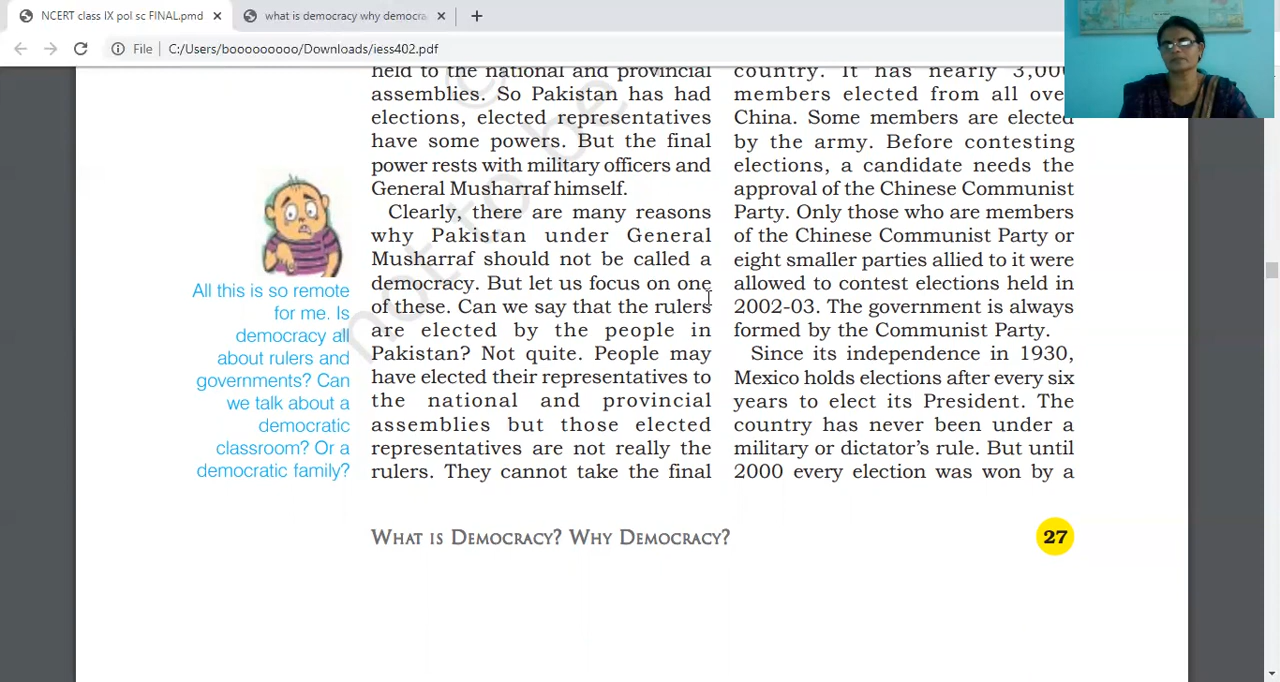 NCERT class IX pol sc FINAL.pmd
what is democracy why democra
File
C:/Users/booooooooo/Downloads/iess402.pdf
held to the national and provincial
assemblies. So Pakistan has had
elections, elected representatives
have some powers. But the final
power rests with military officers and
General Musharraf himself.
Clearly, there are many reasons
why Pakistan under General
Musharraf should not be called a
democracy. But let us focus on one
of these. Can we say that the rulers
are elected by the people in
Pakistan? Not quite. People may
have elected their representatives to
the national and provincial
assemblies but those elected
representatives are not really the
rulers. They cannot take the final
country. It has nearly 3,000
members elected from all ove
China. Some members are elected
by the army. Before contesting
elections, a candidate needs the
approval of the Chinese Communist
Party. Only those who are members
of the Chinese Communist Party or
eight smaller parties allied to it were
allowed to contest elections held in
2002-03. The government is always
formed by the Communist Party.
Since its independence in 1930,
Mexico holds elections after every six
years to elect its President. The
country has never been under a
military or dictator's rule. But until
2000 every election was won by a
All this is so remote
for me. Is
democracy all
about rulers and
governments? Can
we talk about a
democratic
classroom? Or a
democratic family?
not to be
©
WHAT IS DEMOCRACY? WHY DEMOCRACY?
27